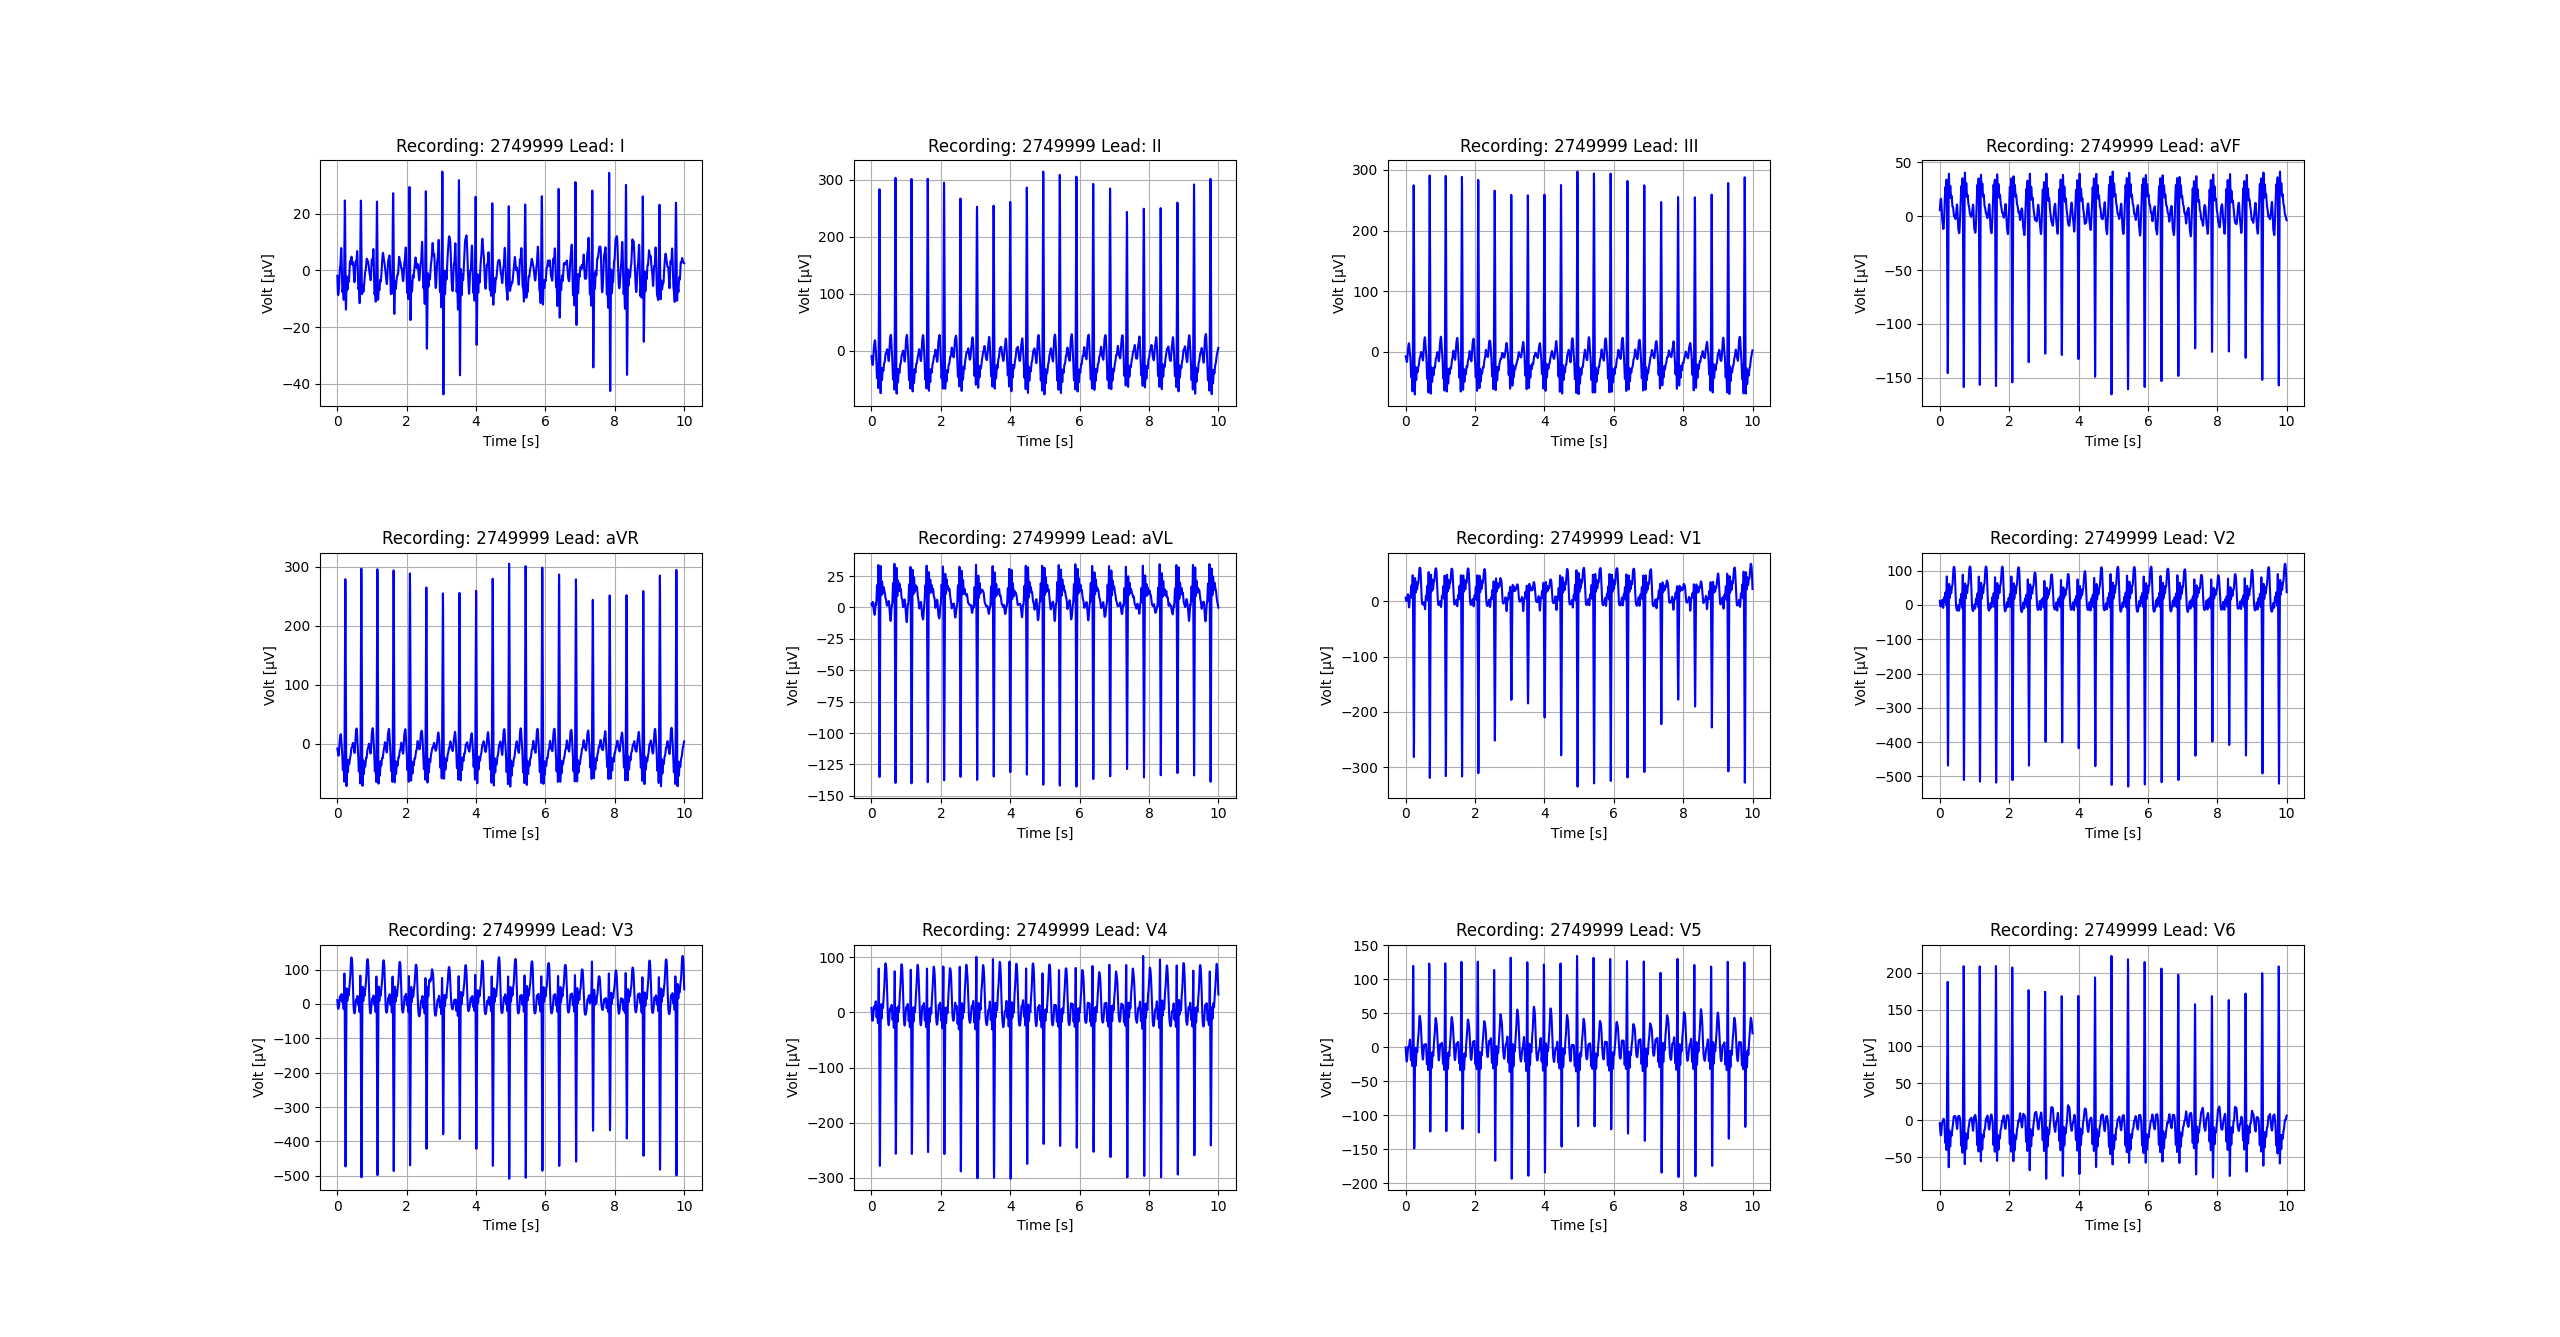 Recording: 2749999 Lead: I
Volt [µV]
20
0
−20
−40
0 2 4 6 8 10
Time [s]
Recording: 2749999 Lead: II
Volt [µV]
300
200
100
0
0 2 4 6 8 10
Time [s]
Recording: 2749999 Lead: III
Volt [µV]
300
200
100
0
0 2 4 6 8 10
Time [s]
Recording: 2749999 Lead: aVF
Volt [µV]
50
0
−50
−100
−150
0 2 4 6 8 10
Time [s]
Recording: 2749999 Lead: aVR
Volt [µV]
300
200
100
0
0 2 4 6 8 10
Time [s]
Recording: 2749999 Lead: aVL
Volt [µV]
25
0
−25
−50
−75
−100
−125
−150
0 2 4 6 8 10
Time [s]
Recording: 2749999 Lead: V1
Volt [µV]
0
−100
−200
−300
0 2 4 6 8 10
Time [s]
Recording: 2749999 Lead: V2
Volt [µV]
100
0
−100
−200
−300
−400
−500
0 2 4 6 8 10
Time [s]
Recording: 2749999 Lead: V3
Volt [µV]
100
0
−100
−200
−300
−400
−500
0 2 4 6 8 10
Time [s]
Recording: 2749999 Lead: V4
Volt [µV]
100
0
−100
−200
−300
0 2 4 6 8 10
Time [s]
Recording: 2749999 Lead: V5
Volt [µV]
150
100
50
0
−50
−100
−150
−200
0 2 4 6 8 10
Time [s]
Recording: 2749999 Lead: V6
Volt [µV]
200
150
100
50
0
−50
0 2 4 6 8 10
Time [s]